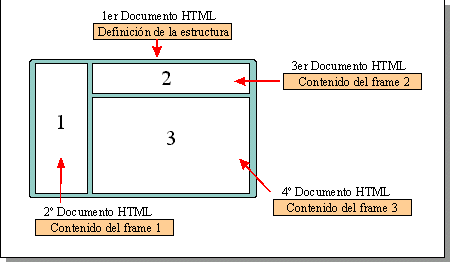 1er Documento HTML
Definición de la estructura
3er Documento HTML
Contenido del frame 2
2
1
3
4º Documento HTML
Contenido del frame 3
2º Documento HTML
Contenido del frame 1